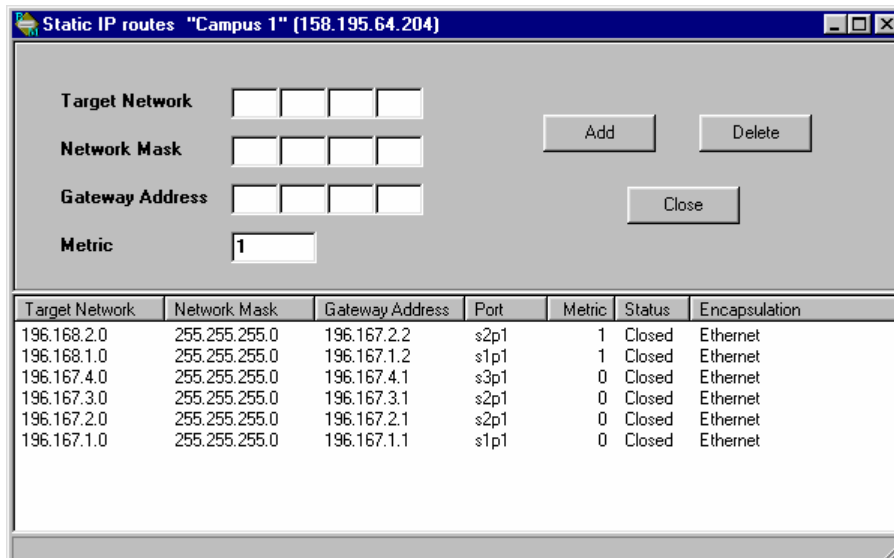 Static IP routes "Campus 1" (158.195.64.204)
Target Network
Add
Delete
Network Mask
Gateway Address
Close
Metric 1
Target Network Network Mask Gateway Address Port Metric Status Encapsulation
196.168.2.0 255.255.255.0 196.167.2.2 s2p1 1 Closed Ethernet
196.168.1.0 255.255.255.0 196.167.1.2 s1p1 1 Closed Ethernet
196.167.4.0 255.255.255.0 196.167.4.1 s3p1 0 Closed Ethernet
196.167.3.0 255.255.255.0 196.167.3.1 s2p1 0 Closed Ethernet
196.167.2.0 255.255.255.0 196.167.2.1 s2p1 0 Closed Ethernet
196.167.1.0 255.255.255.0 196.167.1.1 s1p1 0 Closed Ethernet